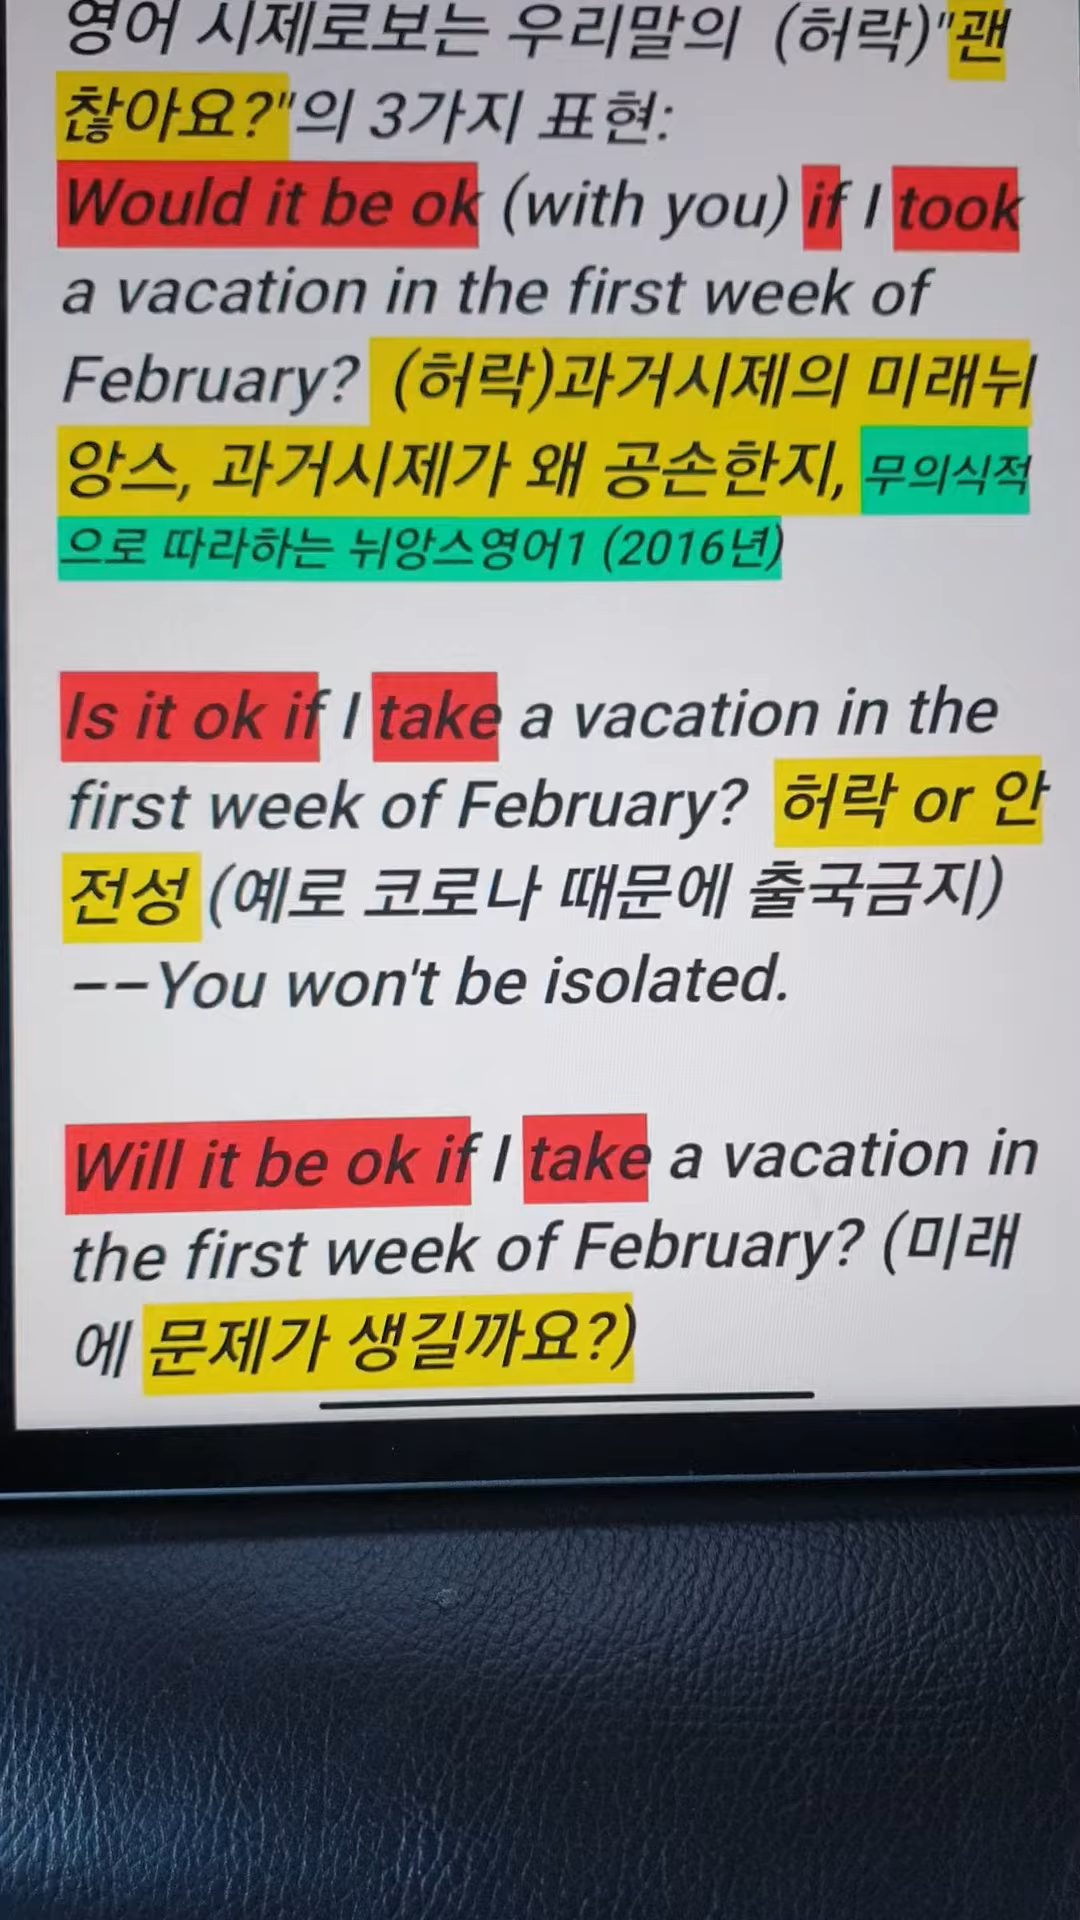 영어 시제로보는 우리말의 (허락)"괜
찮아요?"의 3가지 표현:
Would it be ok (with you) if I took
a vacation in the first week of
February? (허락)과거시제의 미래뉘
앙스, 과거시제가 왜 공손한지, 무의식적
으로 따라하는 뉘앙스영어1 (2016년)
Is it ok if I take a vacation in the
first week of February? 허락 or 안
전성 (예로 코로나 때문에 출국금지)
--You won't be isolated.
Will it be ok if I take a vacation in
the first week of February? (미래
에 문제가 생길까요?)